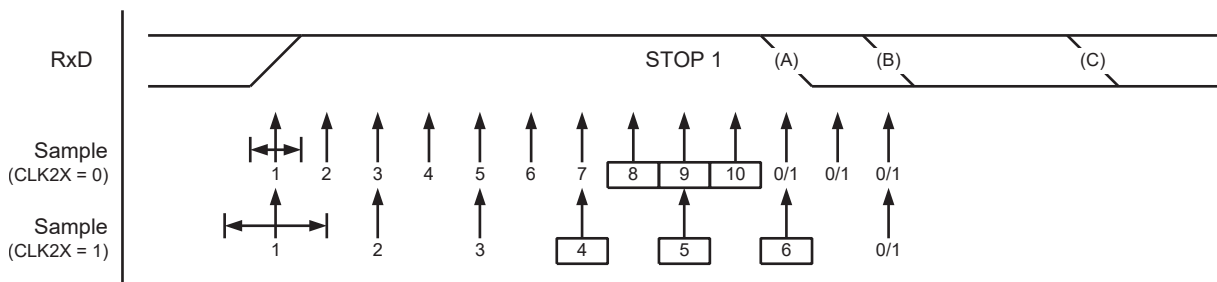 RxD STOP 1 (A) (B) (C)
Sample
(CLK2X = 0)
1 2 3 4 5 6 7 8 9 10 0/1 0/1 0/1
Sample
(CLK2X = 1)
1 2 3 4 5 6 0/1